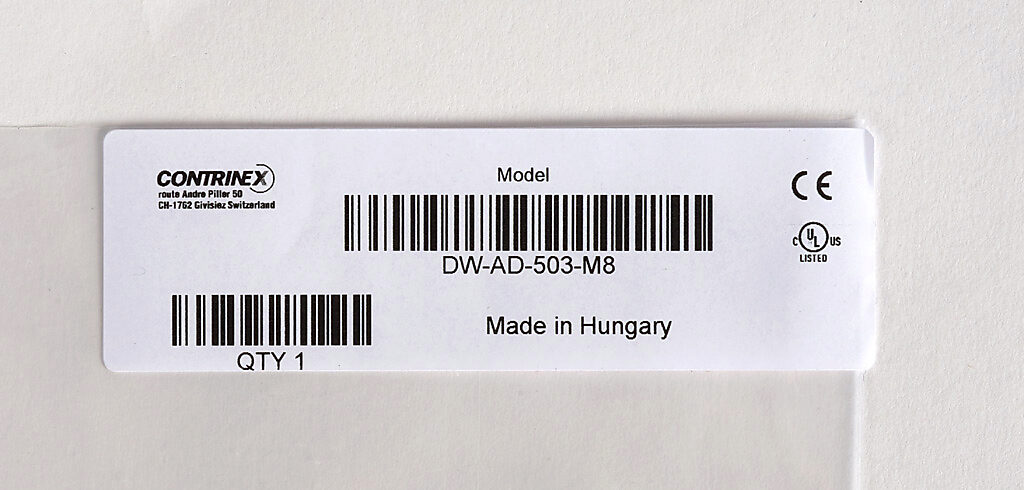 CONTRINEX
route André Piller 50
CH-1762 Givisiez Switzerland
Model
DW-AD-503-M8
CE
C UL US
LISTED
QTY 1
Made in Hungary